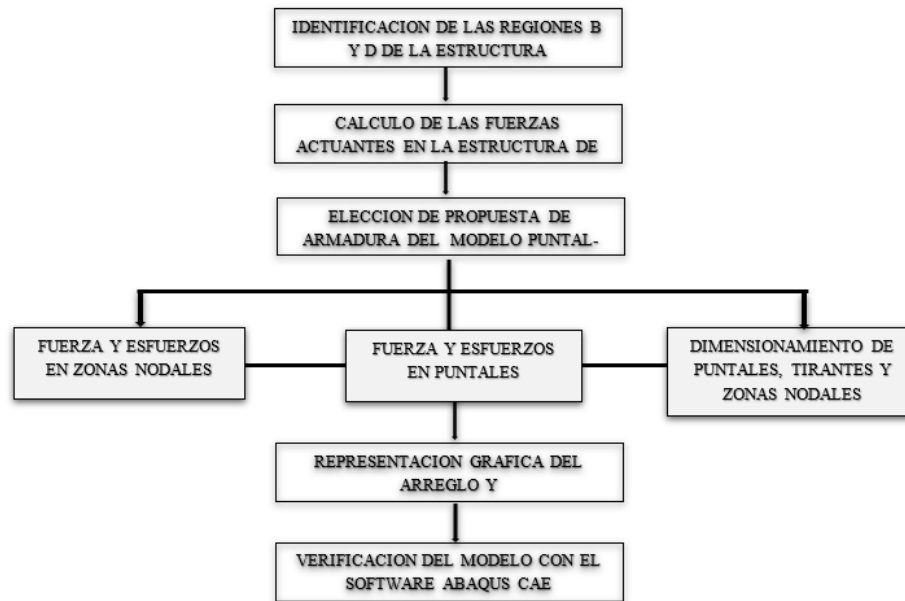 IDENTIFICACION DE LAS REGIONES B
Y D DE LA ESTRUCTURA
CALCULO DE LAS FUERZAS
ACTUANTES EN LA ESTRUCTURA DE
ELECCION DE PROPUESTA DE
ARMADURA DEL MODELO PUNTAL-
FUERZA Y ESFUERZOS
EN ZONAS NODALES
FUERZA Y ESFUERZOS
EN PUNTALES
DIMENSIONAMIENTO DE
PUNTALES, TIRANTES Y
ZONAS NODALES
REPRESENTACION GRAFICA DEL
ARREGLO Y
VERIFICACION DEL MODELO CON EL
SOFTWARE ABAQUS CAE